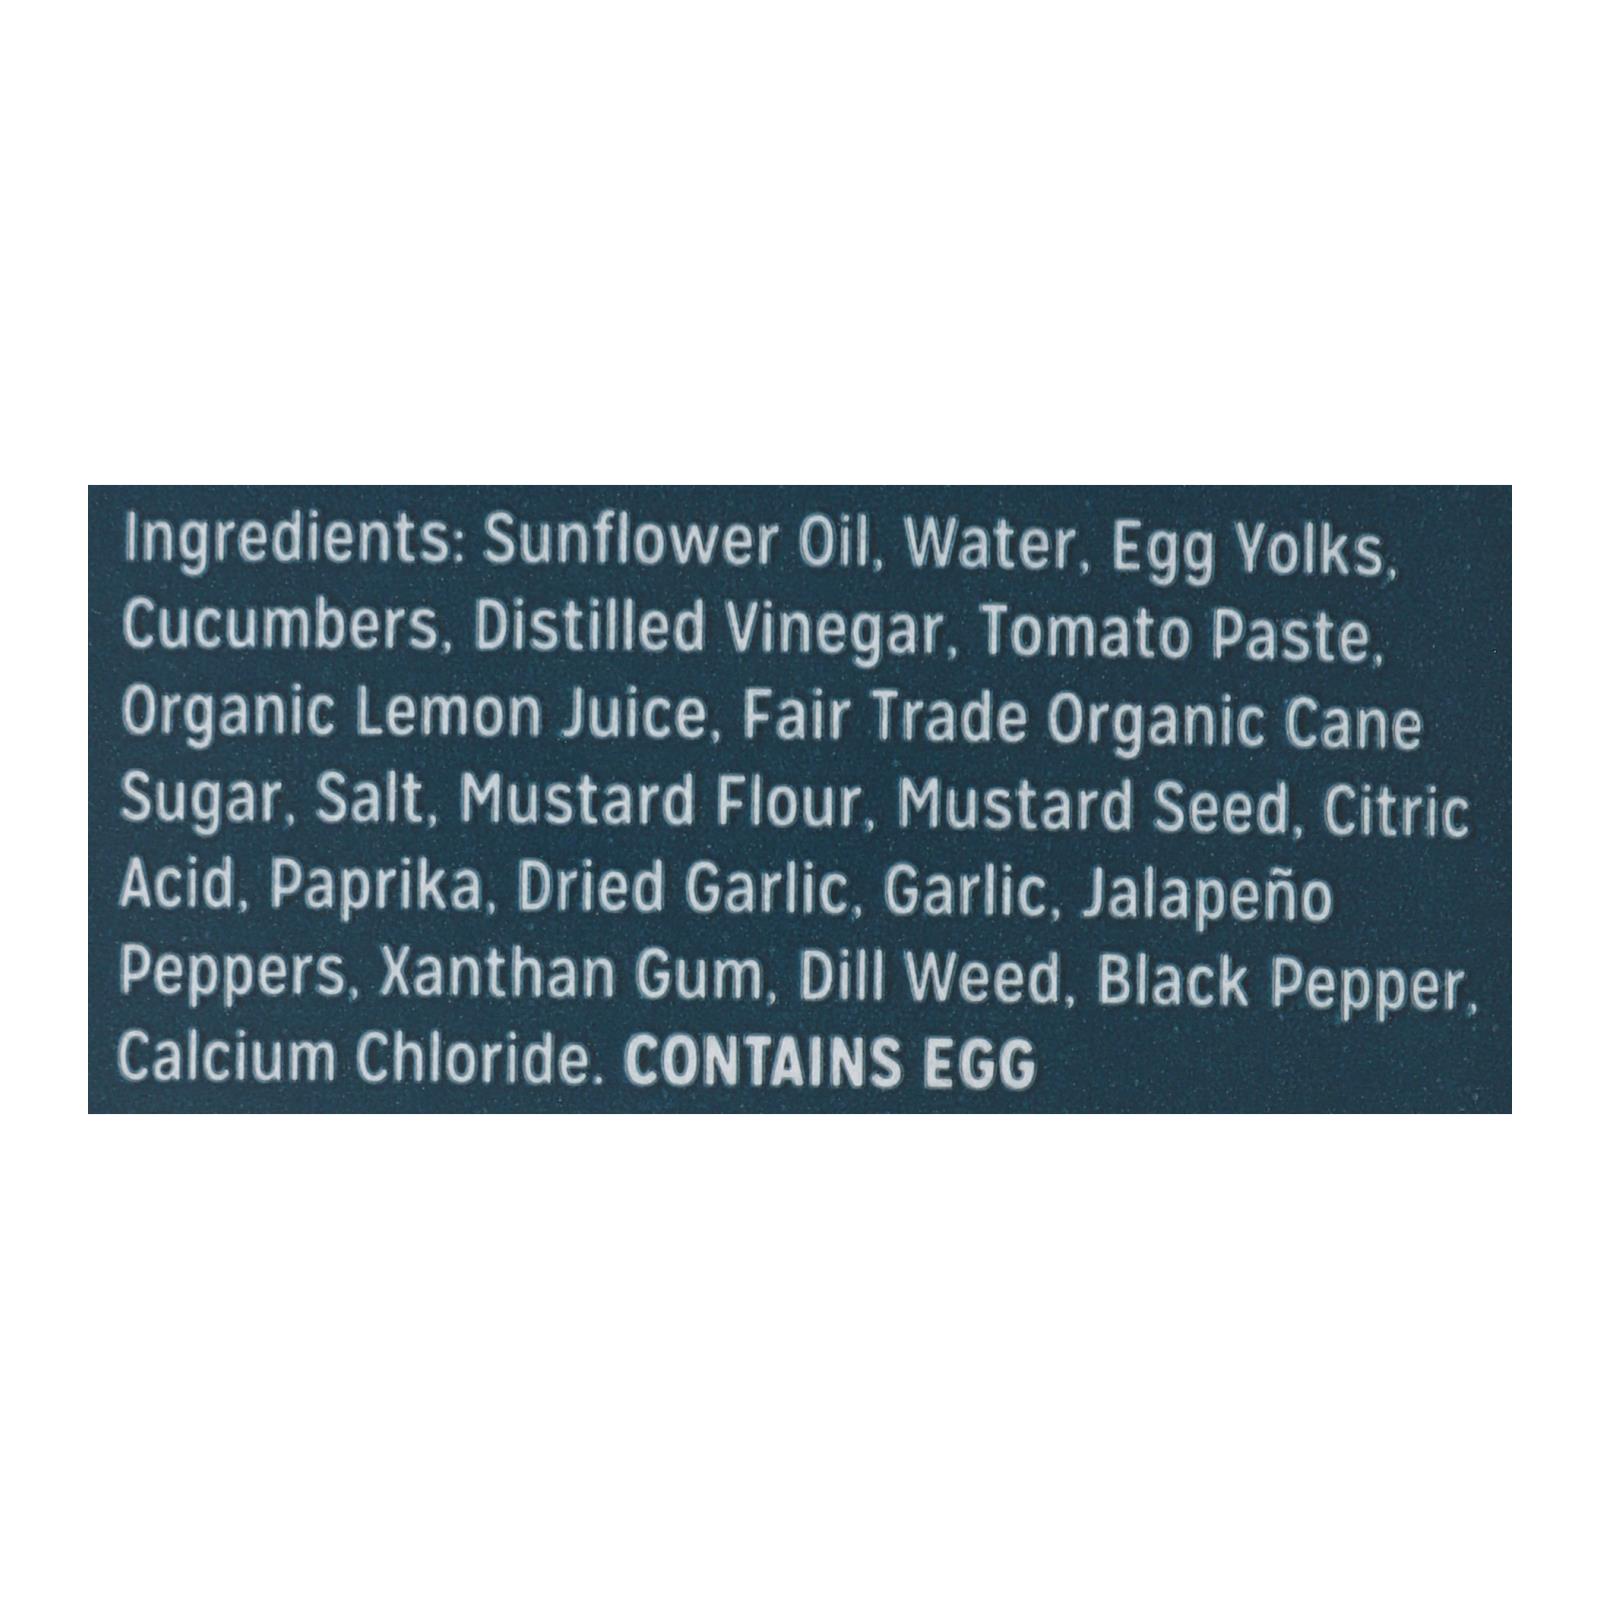 Ingredients: Sunflower Oil, Water, Egg Yolks,
Cucumbers, Distilled Vinegar, Tomato Paste,
Organic Lemon Juice, Fair Trade Organic Cane
Sugar, Salt, Mustard Flour, Mustard Seed, Citric
Acid, Paprika, Dried Garlic, Garlic, Jalapeño
Peppers, Xanthan Gum, Dill Weed, Black Pepper,
Calcium Chloride. CONTAINS EGG